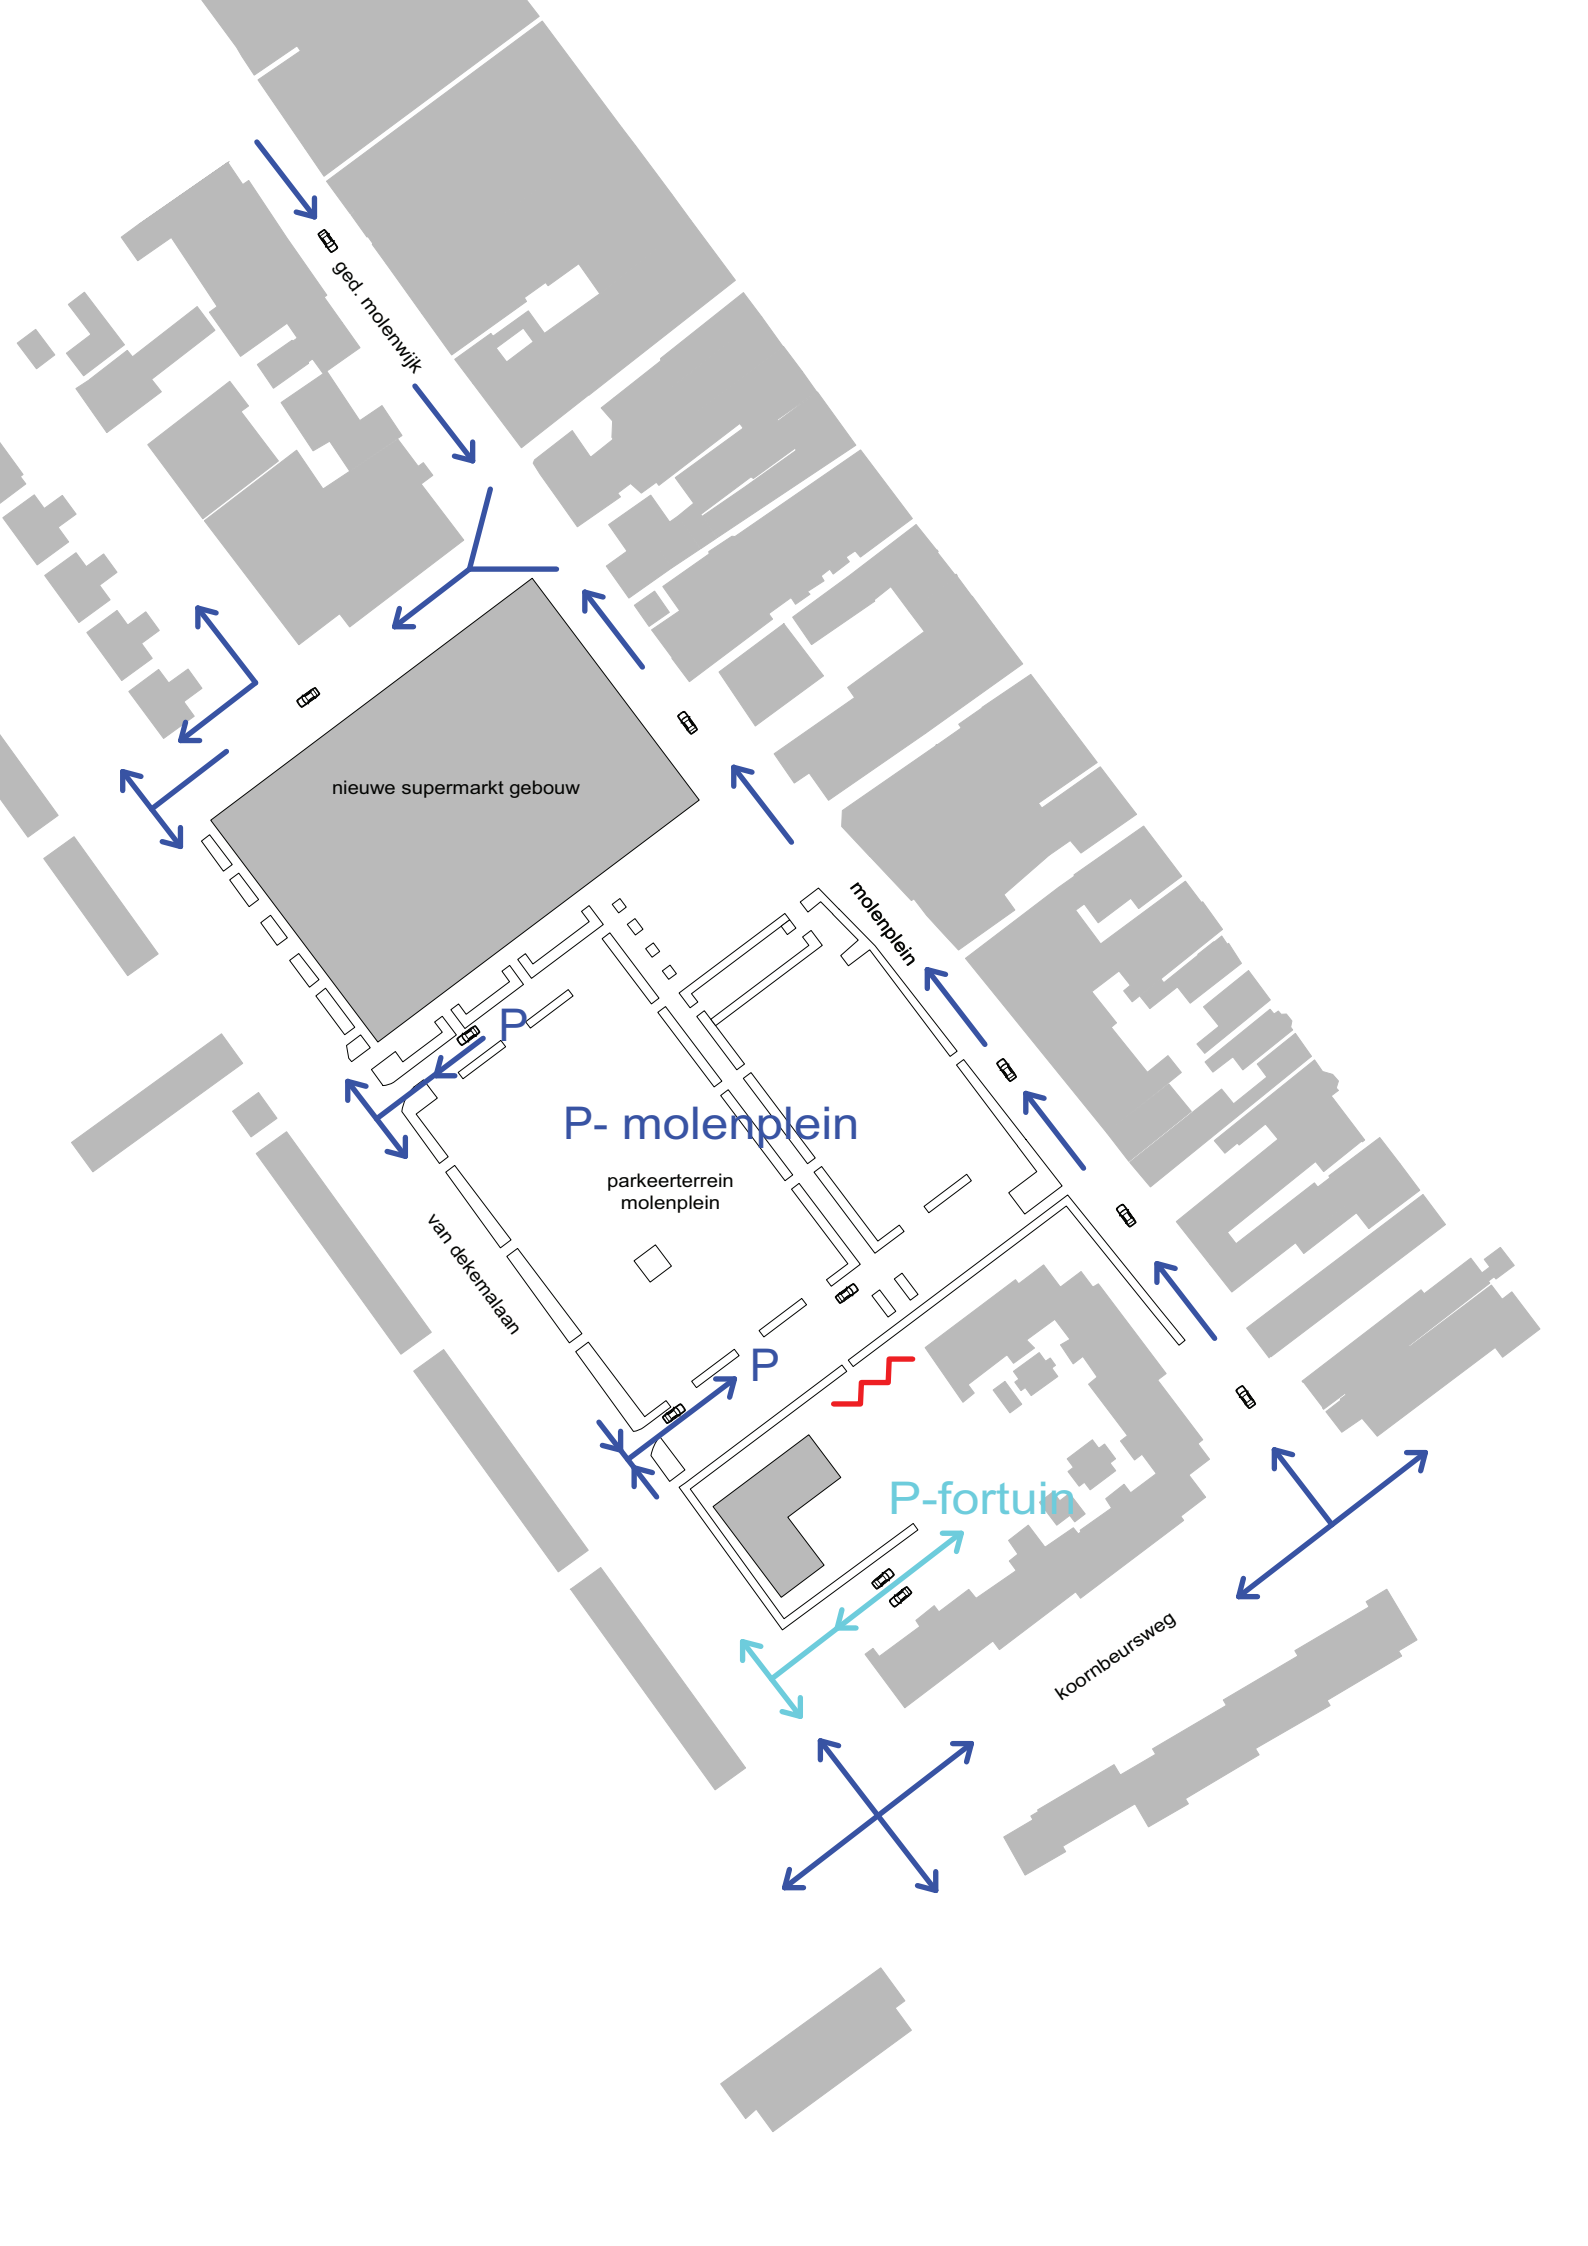 ged. molenwijk
nieuwe supermarkt gebouw
molenplein
P
P- molenplein
parkeerterrein
molenplein
van dekemalaan
P
P-fortuin
koornbeursweg